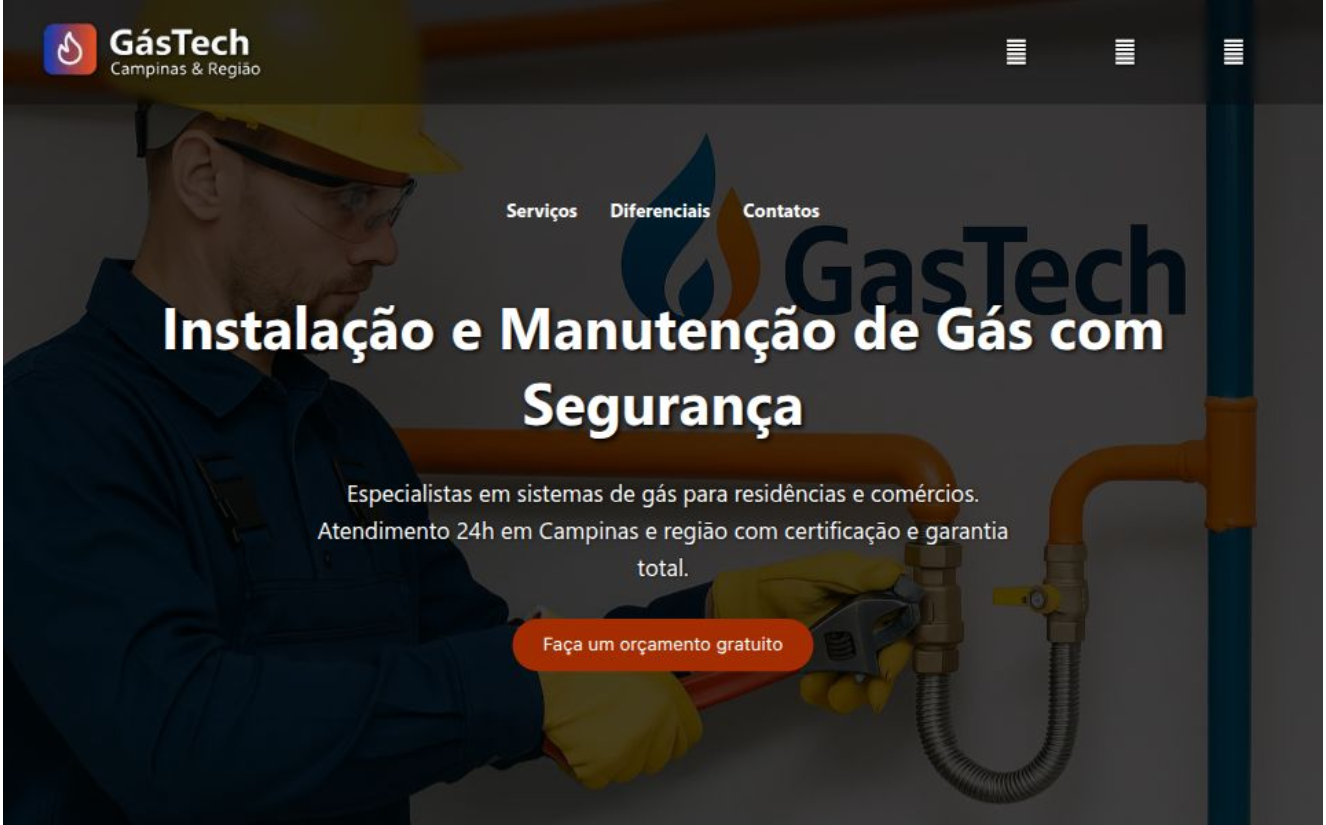 GásTech
Campinas & Região
Serviços Diferenciais Contatos
GasTech
Instalação e Manutenção de Gás com
Segurança
Especialistas em sistemas de gás para residências e comércios.
Atendimento 24h em Campinas e região com certificação e garantia
total.
Faça um orçamento gratuito